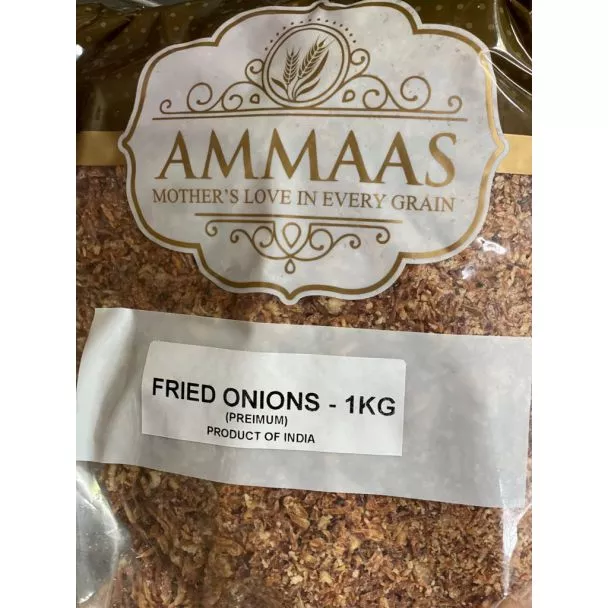 AMMAAS
MOTHER'S LOVE IN EVERY GRAIN
FRIED ONIONS - 1KG
(PREIMUM)
PRODUCT OF INDIA